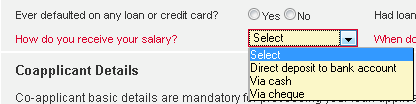 Ever defaulted on any loan or credit card? Yes No Had loan
How do you receive your salary? Select When do
Select
Direct deposit to bank account
Via cash
Via cheque
Coapplicant Details
Co-applicant basic details are mandatory for